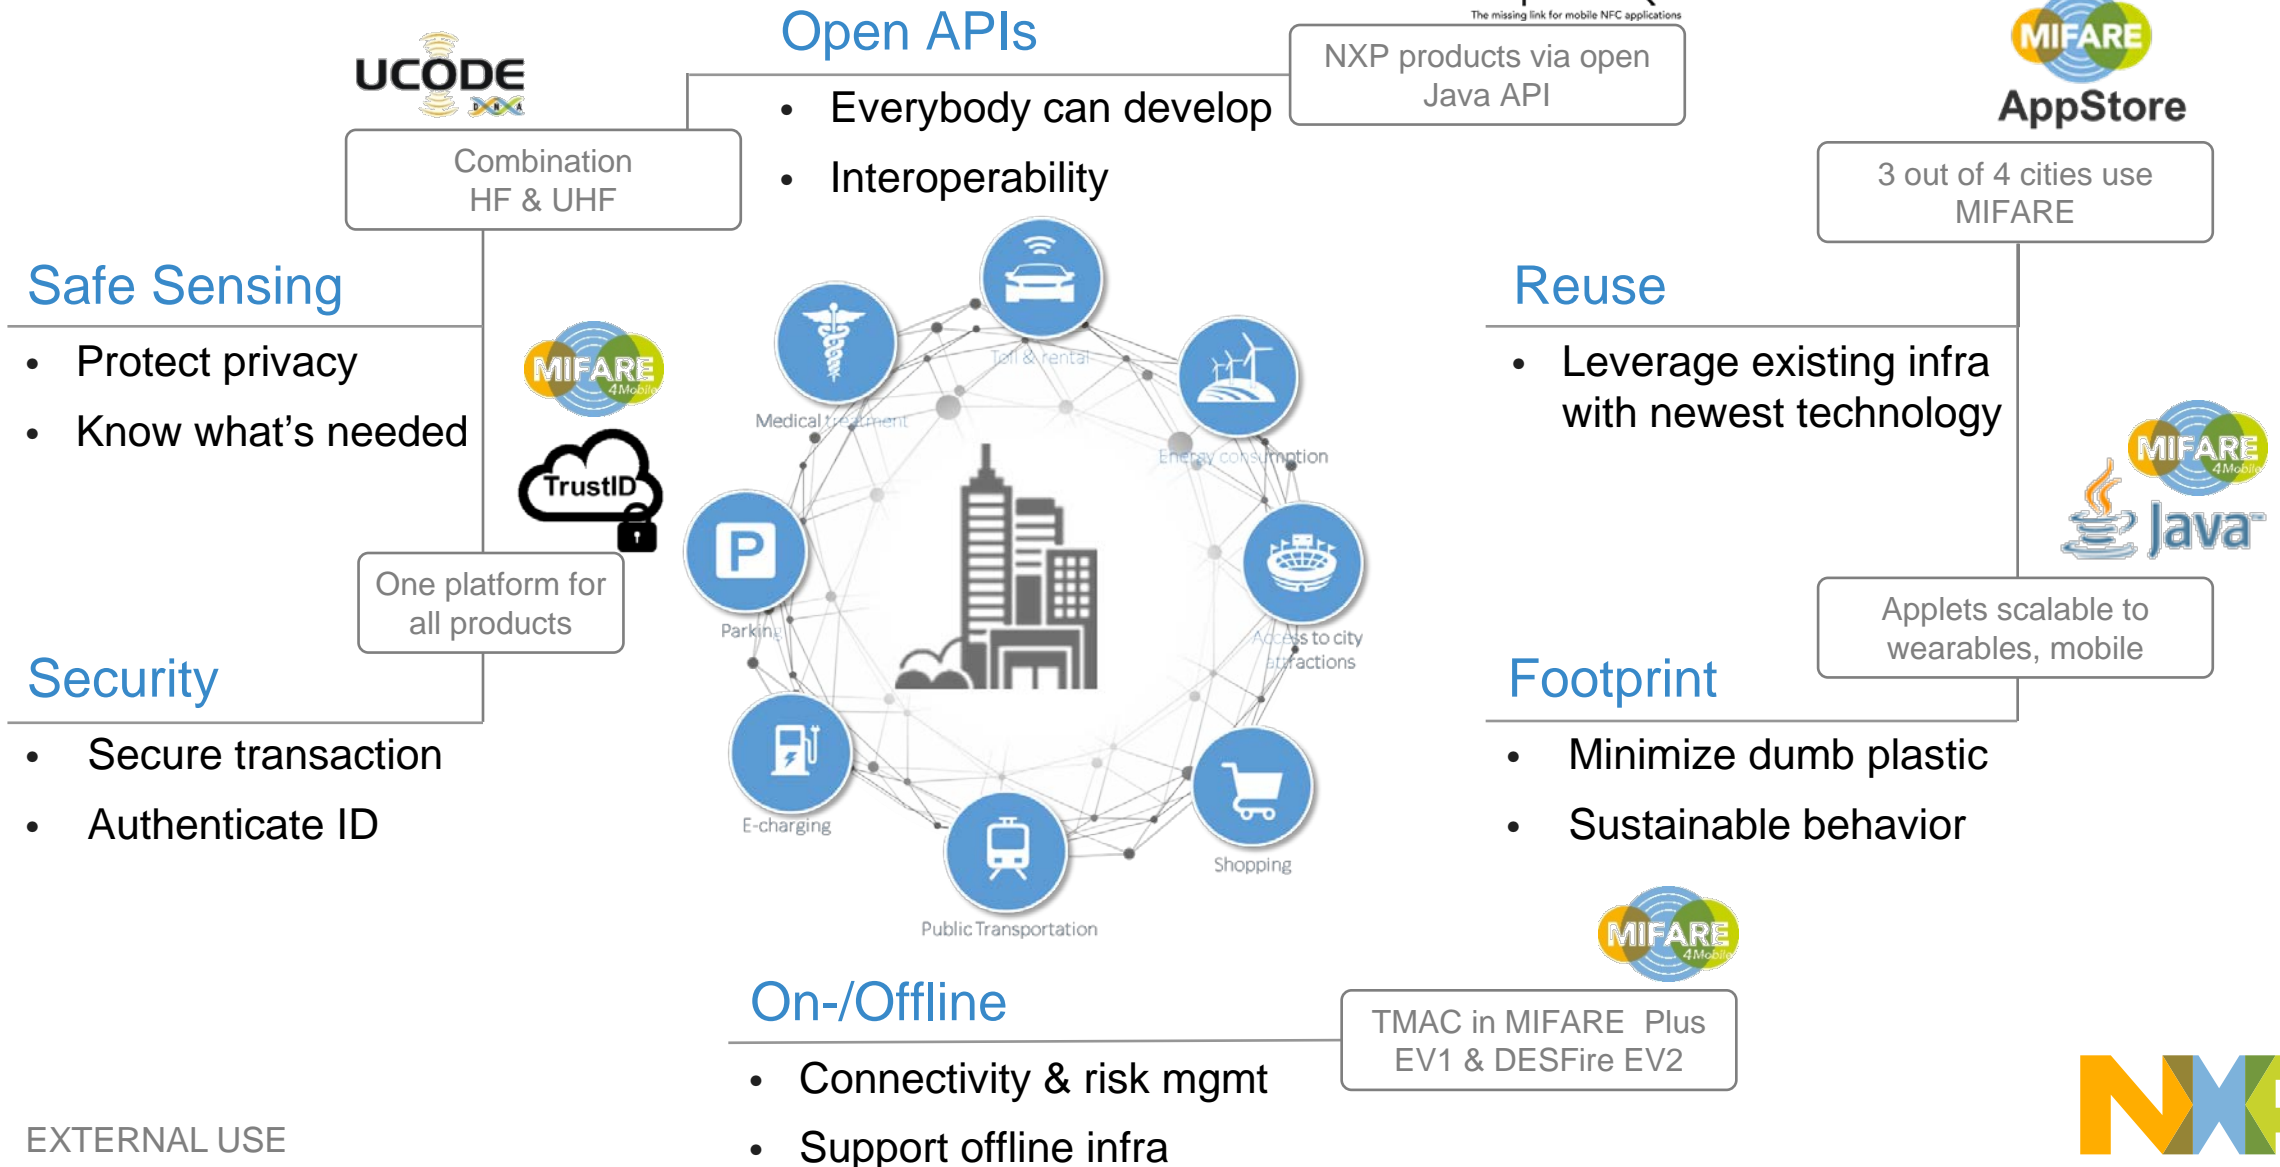 The missing link for mobile NFC applications
MIFARE
AppStore
UCODE
DNA
Open APIs
NXP products via open
Java API
• Everybody can develop
• Interoperability
Combination
HF & UHF
3 out of 4 cities use
MIFARE
Safe Sensing
• Protect privacy
• Know what's needed
MIFARE
4Mobile
TrustID
One platform for
all products
Security
• Secure transaction
• Authenticate ID
Toll & rental
Medical treatment
Energy consumption
P
Parking
Access to city
attractions
E-charging
Shopping
Public Transportation
Reuse
• Leverage existing infra
with newest technology
MIFARE
4Mobile
Java™
Applets scalable to
wearables, mobile
Footprint
• Minimize dumb plastic
• Sustainable behavior
MIFARE
4Mobile
On-/Offline
TMAC in MIFARE  Plus
EV1 & DESFire EV2
• Connectivity & risk mgmt
• Support offline infra
EXTERNAL USE
NXP